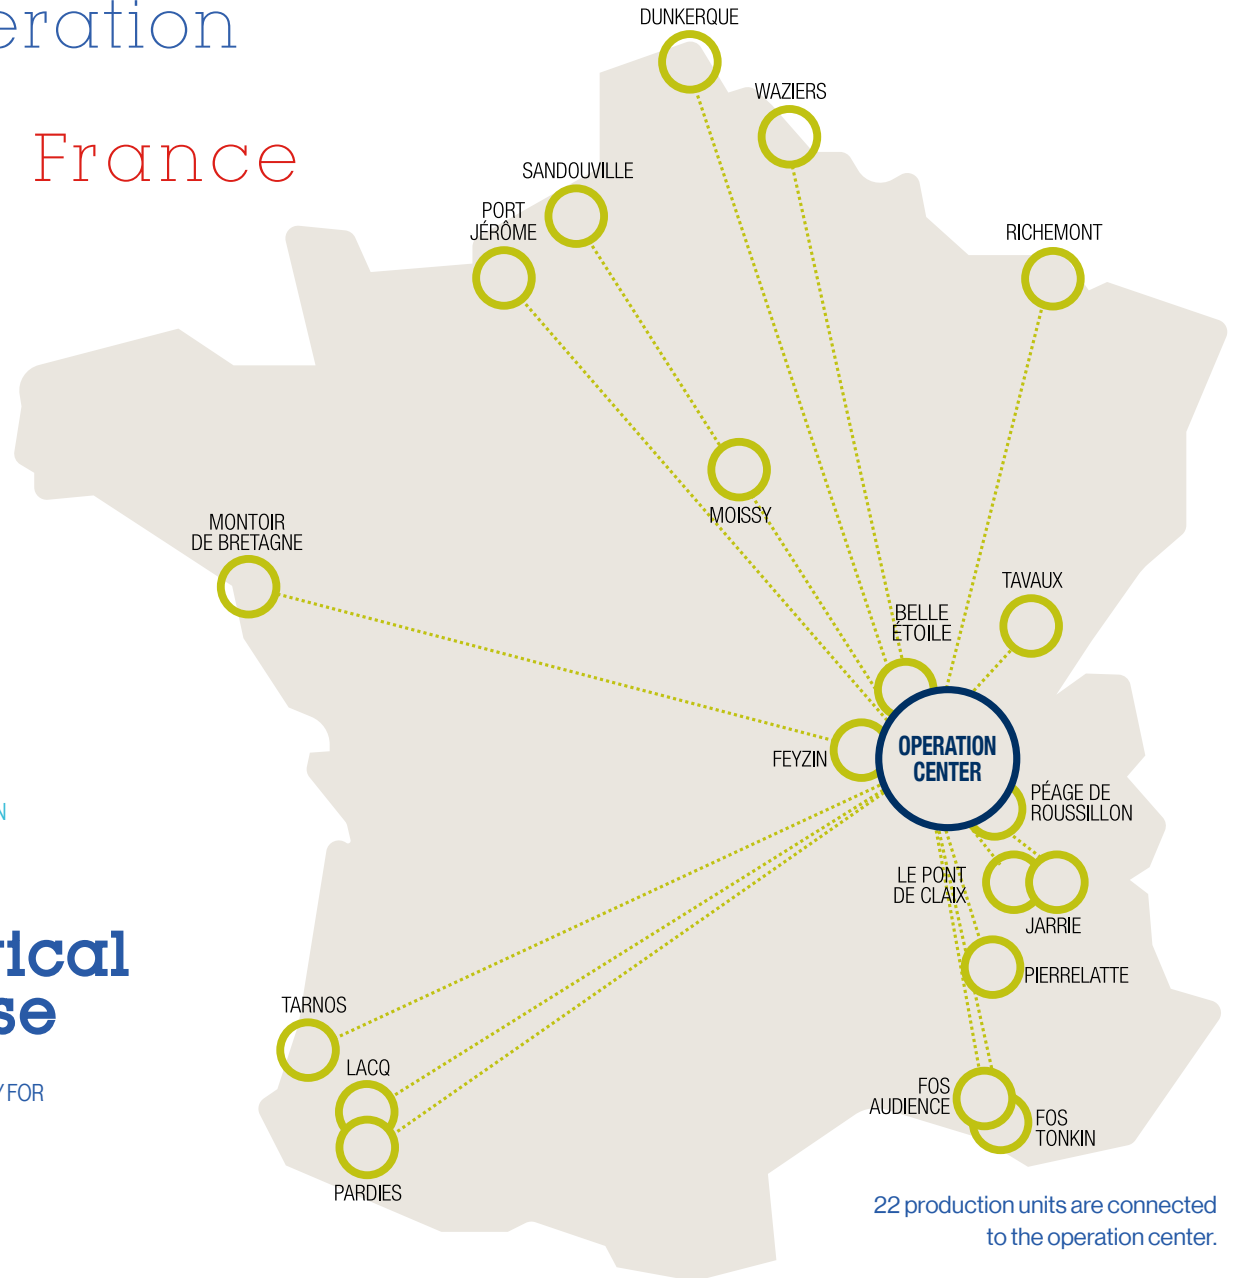 eration
France
DUNKERQUE
WAZIERS
SANDOUVILLE
PORT
JÉRÔME
RICHEMONT
MOISSY
MONTOIR
DE BRETAGNE
TAVAUX
BELLE
ÉTOILE
OPERATION
CENTER
FEYZIN
PÉAGE DE
ROUSSILLON
N
LE PONT
DE CLAIX
JARRIE
rical
se
PIERRELATTE
TARNOS
LACQ
Y FOR
FOS
AUDIENCE
FOS
TONKIN
PARDIES
22 production units are connected
to the operation center.